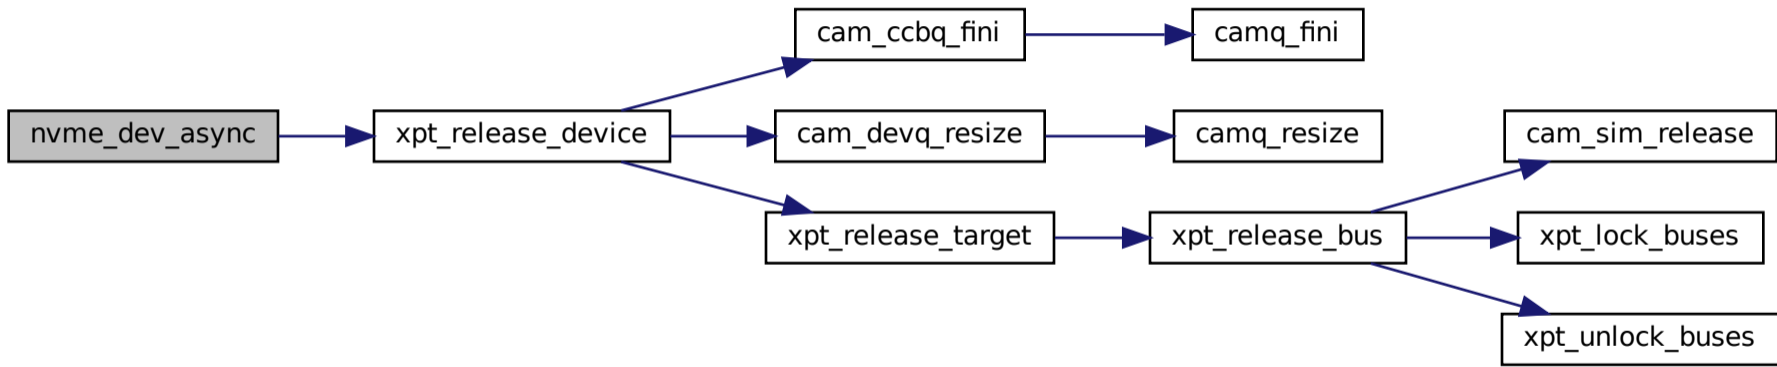 cam_ccbq_fini
camq_fini
nvme_dev_async
xpt_release_device
cam_devq_resize
camq_resize
cam_sim_release
xpt_release_target
xpt_release_bus
xpt_lock_buses
xpt_unlock_buses